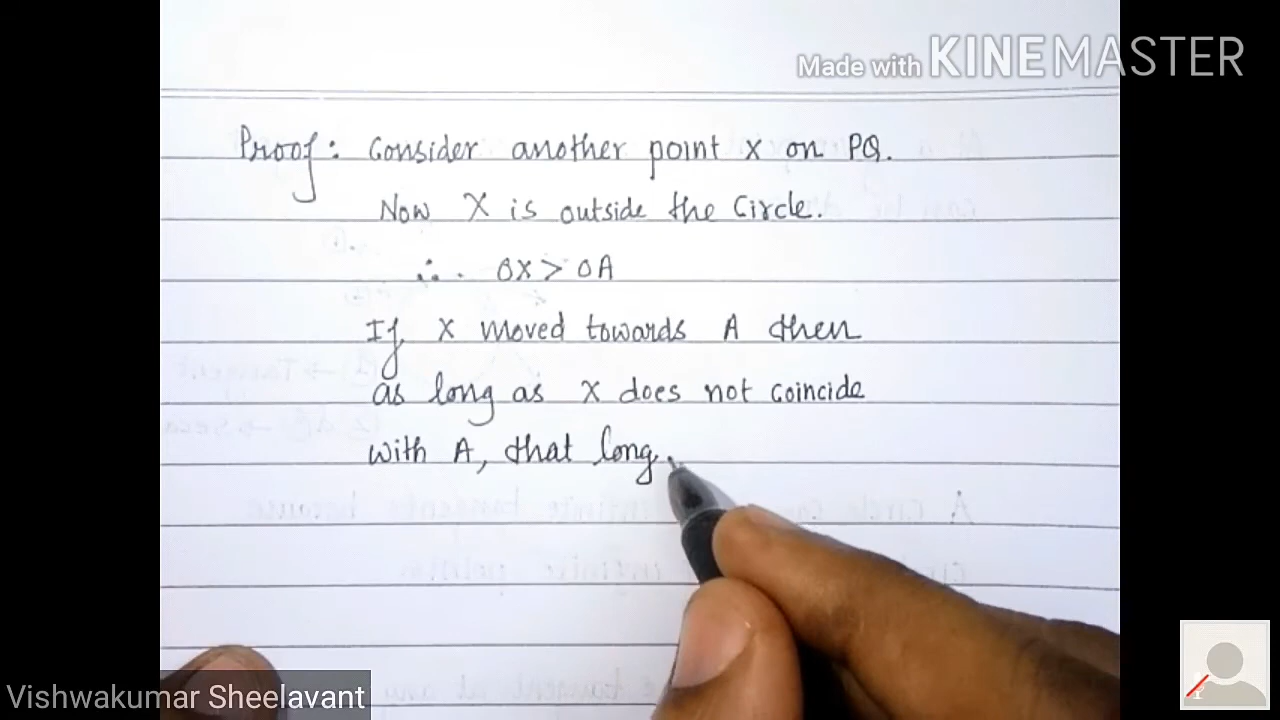 Made with KINEMASTER
Proof: Consider another point X on PQ.
Now X is outside the Circle.
∴ OX > OA
If X moved towards A then
as long as X does not coincide
with A, that long
Vishwakumar Sheelavant